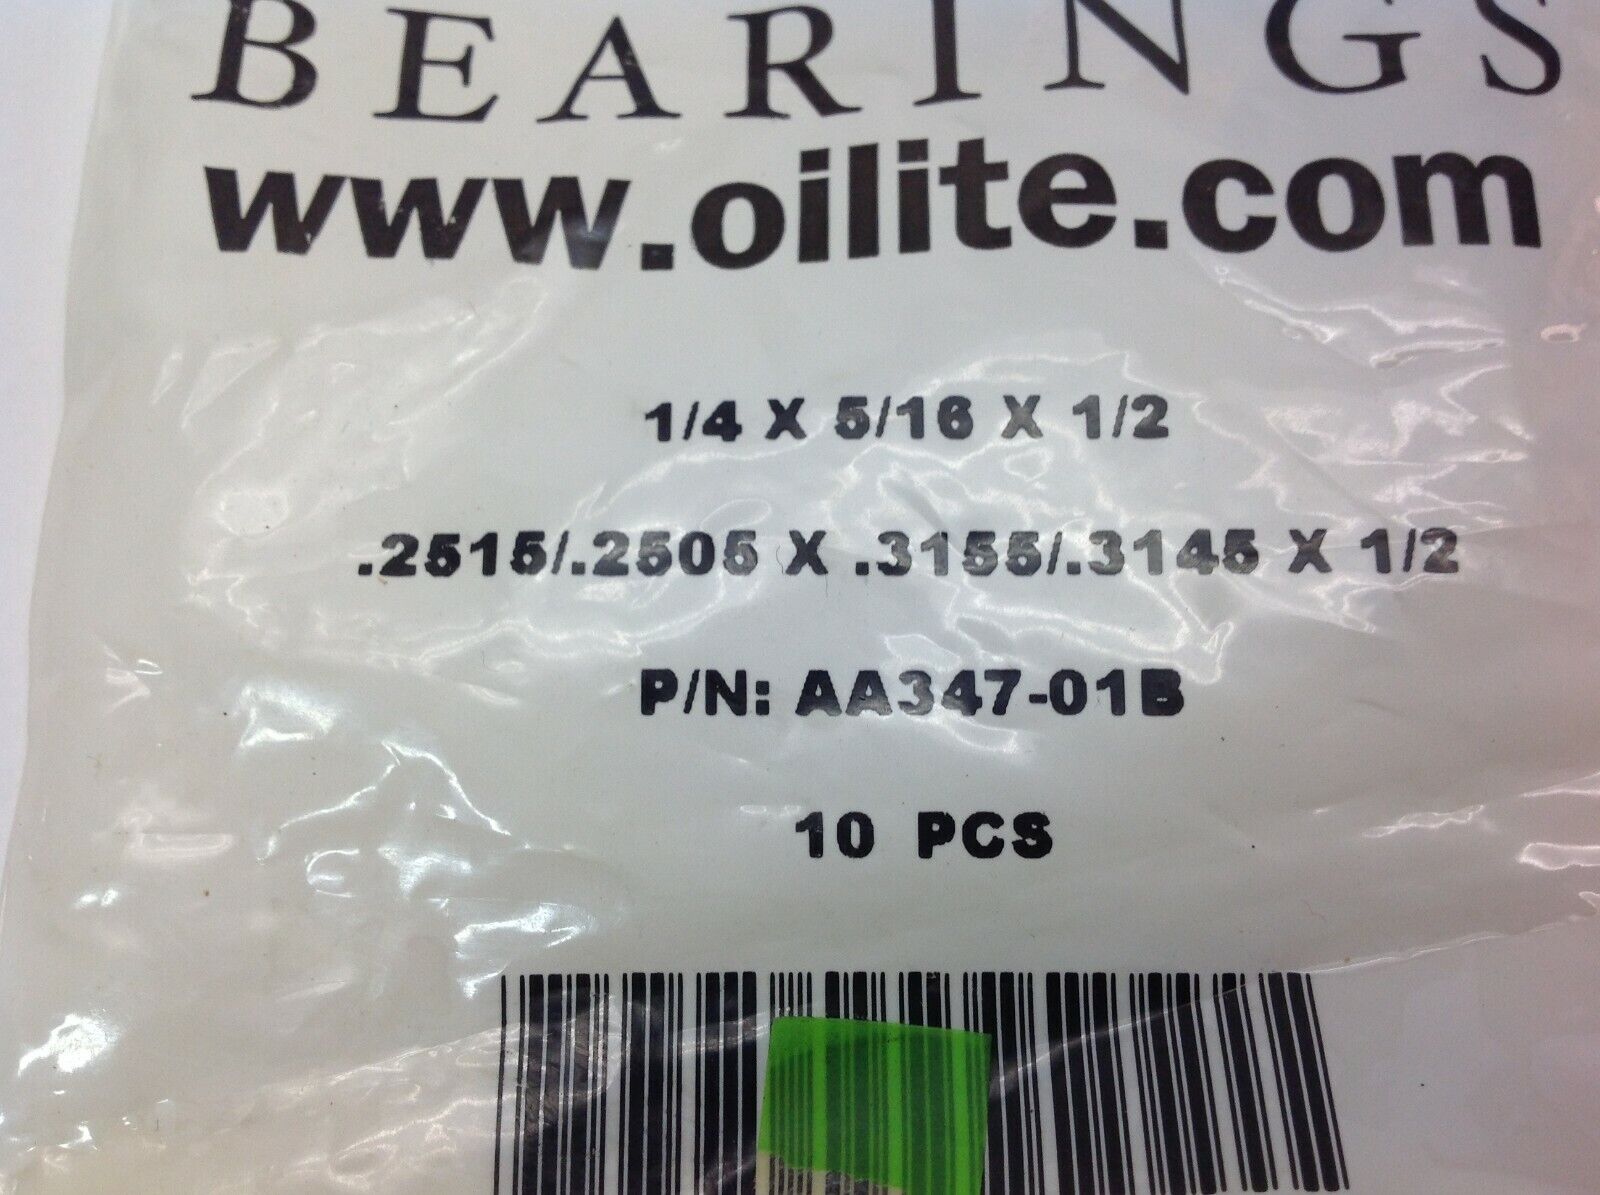 BEARINGS
www.oilite.com
1/4 X 5/16 X 1/2
.2515/.2505 X .3155/.3145 X 1/2
P/N: AA347-01B
10 PCS